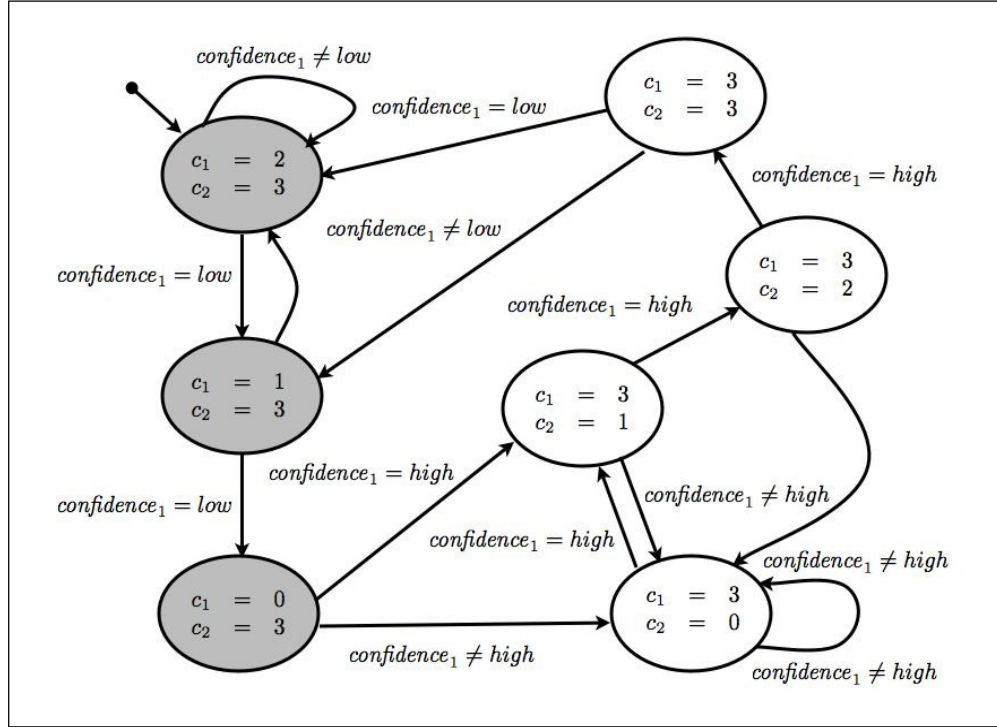 confidence₁ ≠ low
c₁ = 3
c₂ = 3
confidence₁ = low
c₁ = 2
c₂ = 3
confidence₁ = high
confidence₁ ≠ low
c₁ = 3
c₂ = 2
confidence₁ = low
confidence₁ = high
c₁ = 1
c₂ = 3
c₁ = 3
c₂ = 1
confidence₁ = high
confidence₁ ≠ high
confidence₁ = low
confidence₁ = high
confidence₁ ≠ high
c₁ = 0
c₂ = 3
c₁ = 3
c₂ = 0
confidence₁ ≠ high
confidence₁ ≠ high